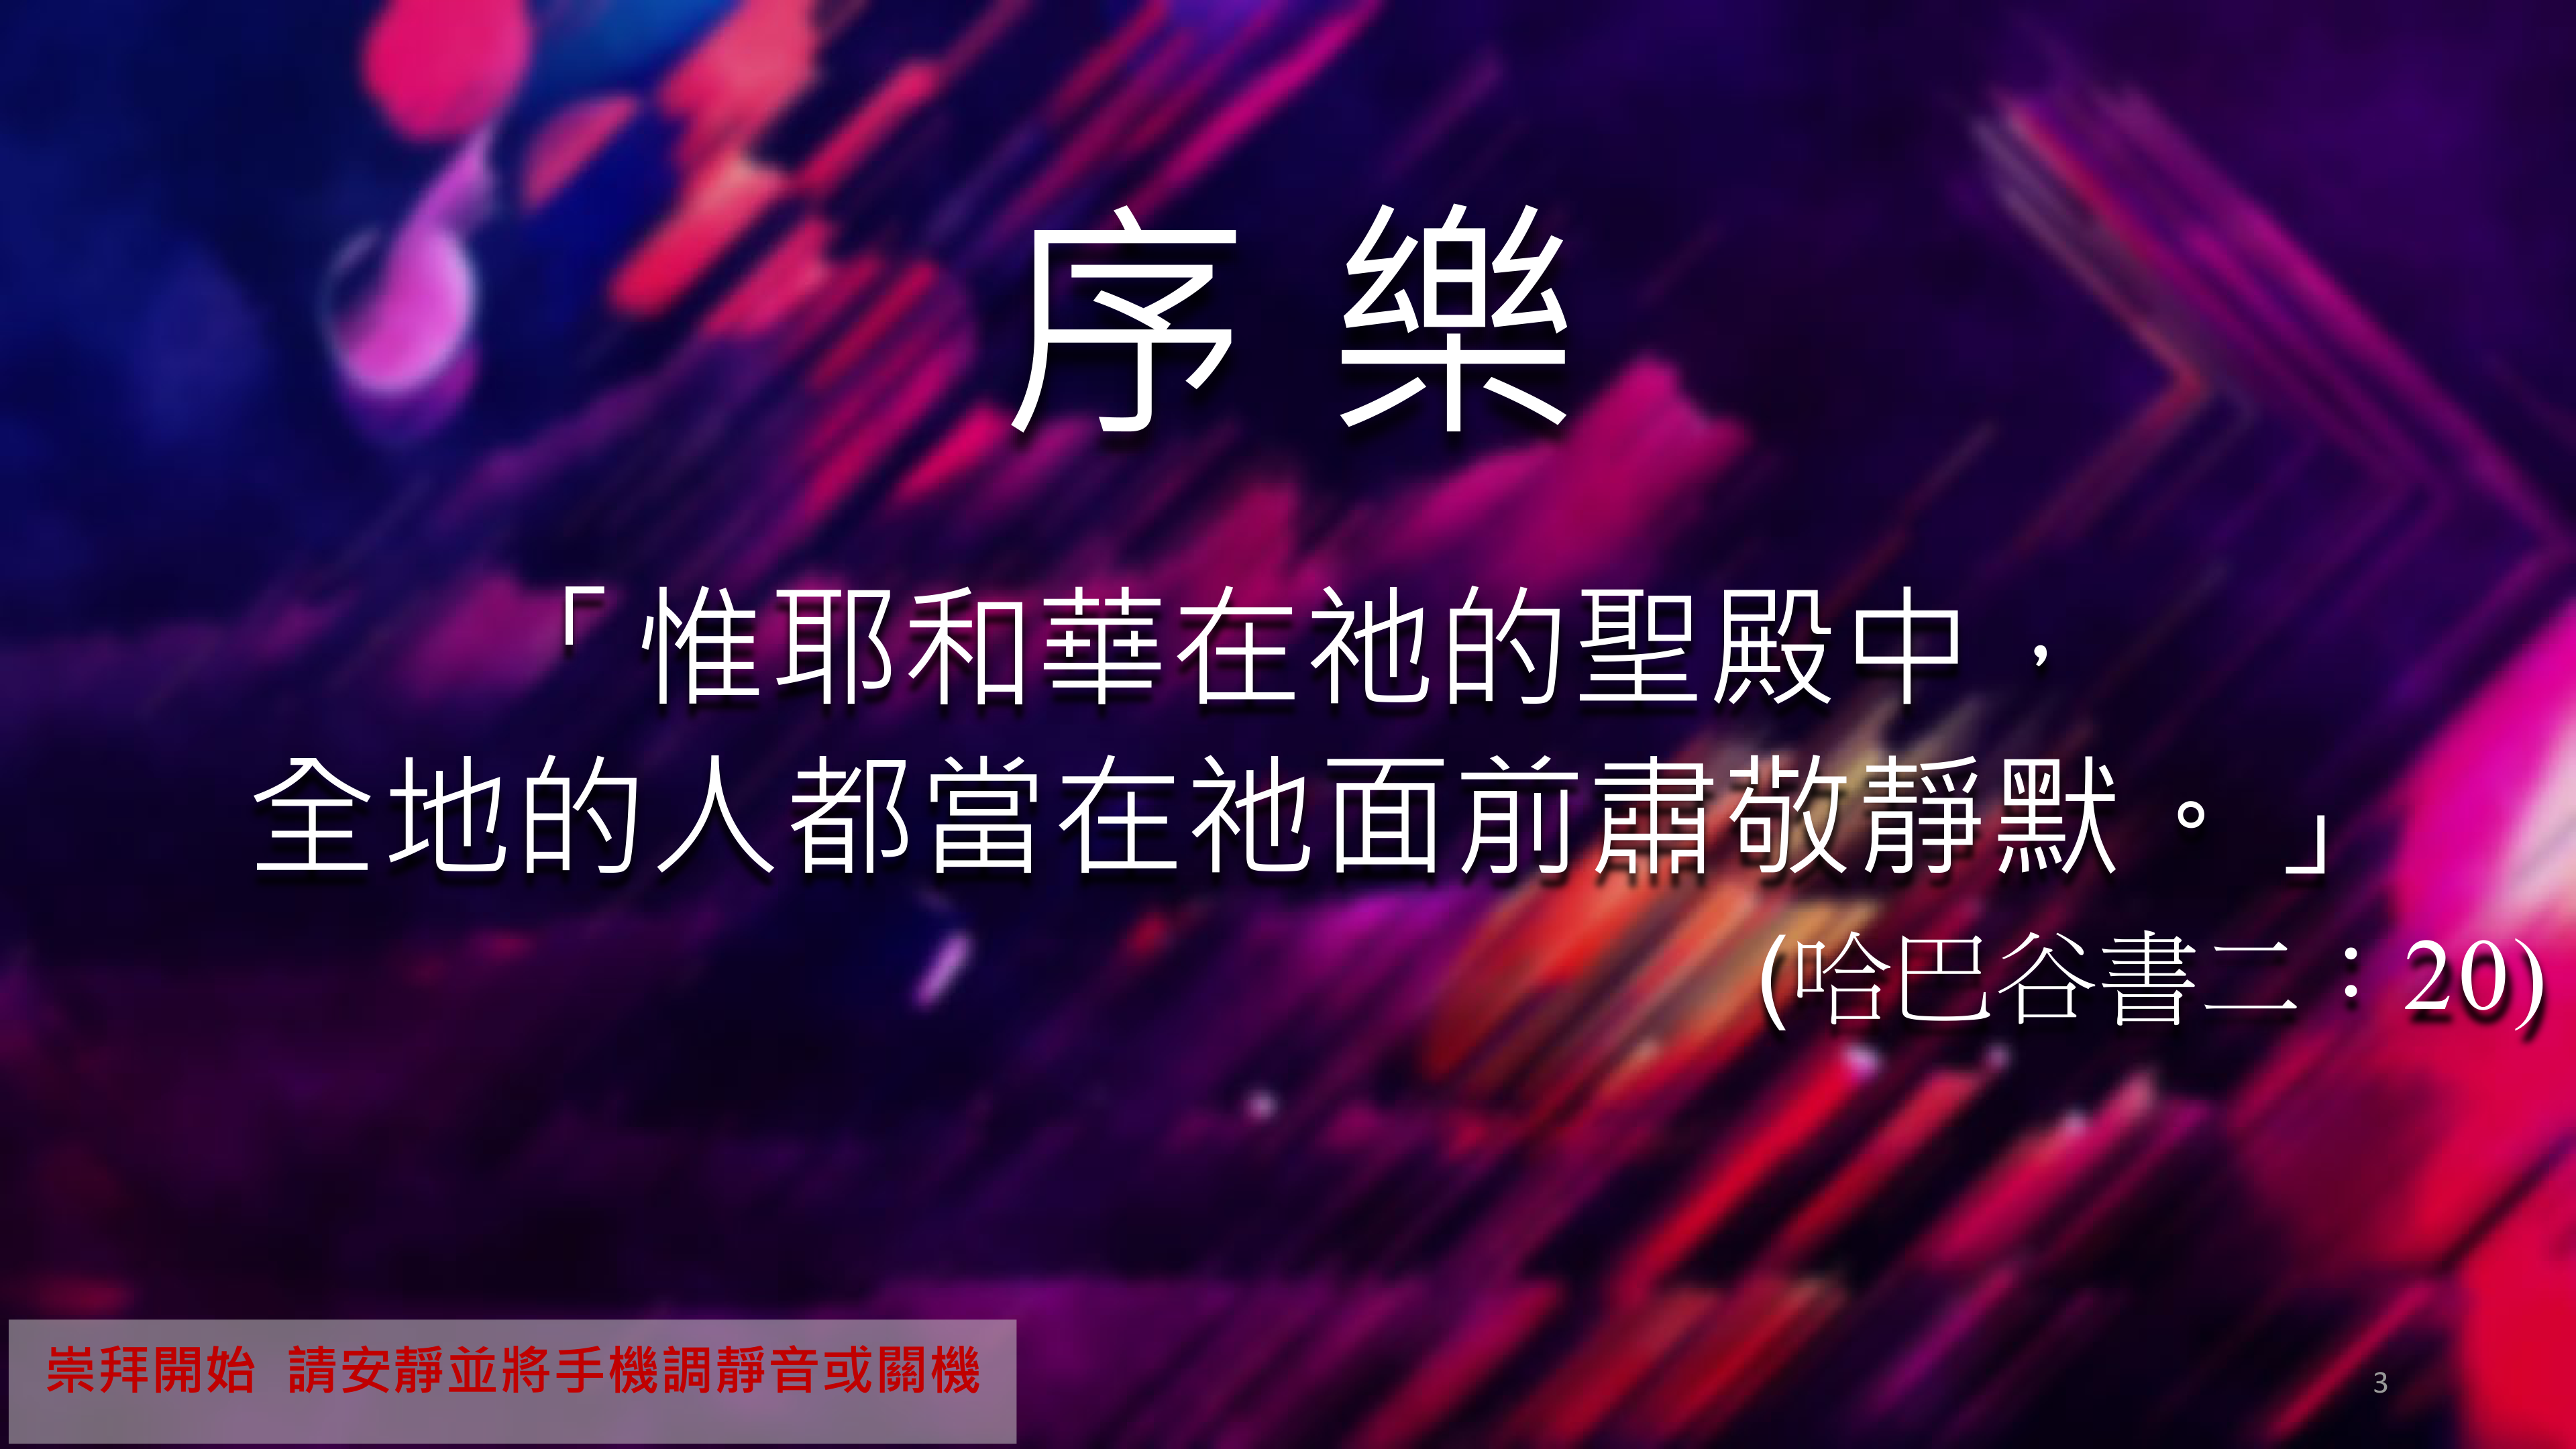 序 樂
「惟耶和華在祂的聖殿中，
全地的人都當在祂面前肅敬靜默。」
(哈巴谷書二：20)
崇拜開始 請安靜並將手機調靜音或關機
3